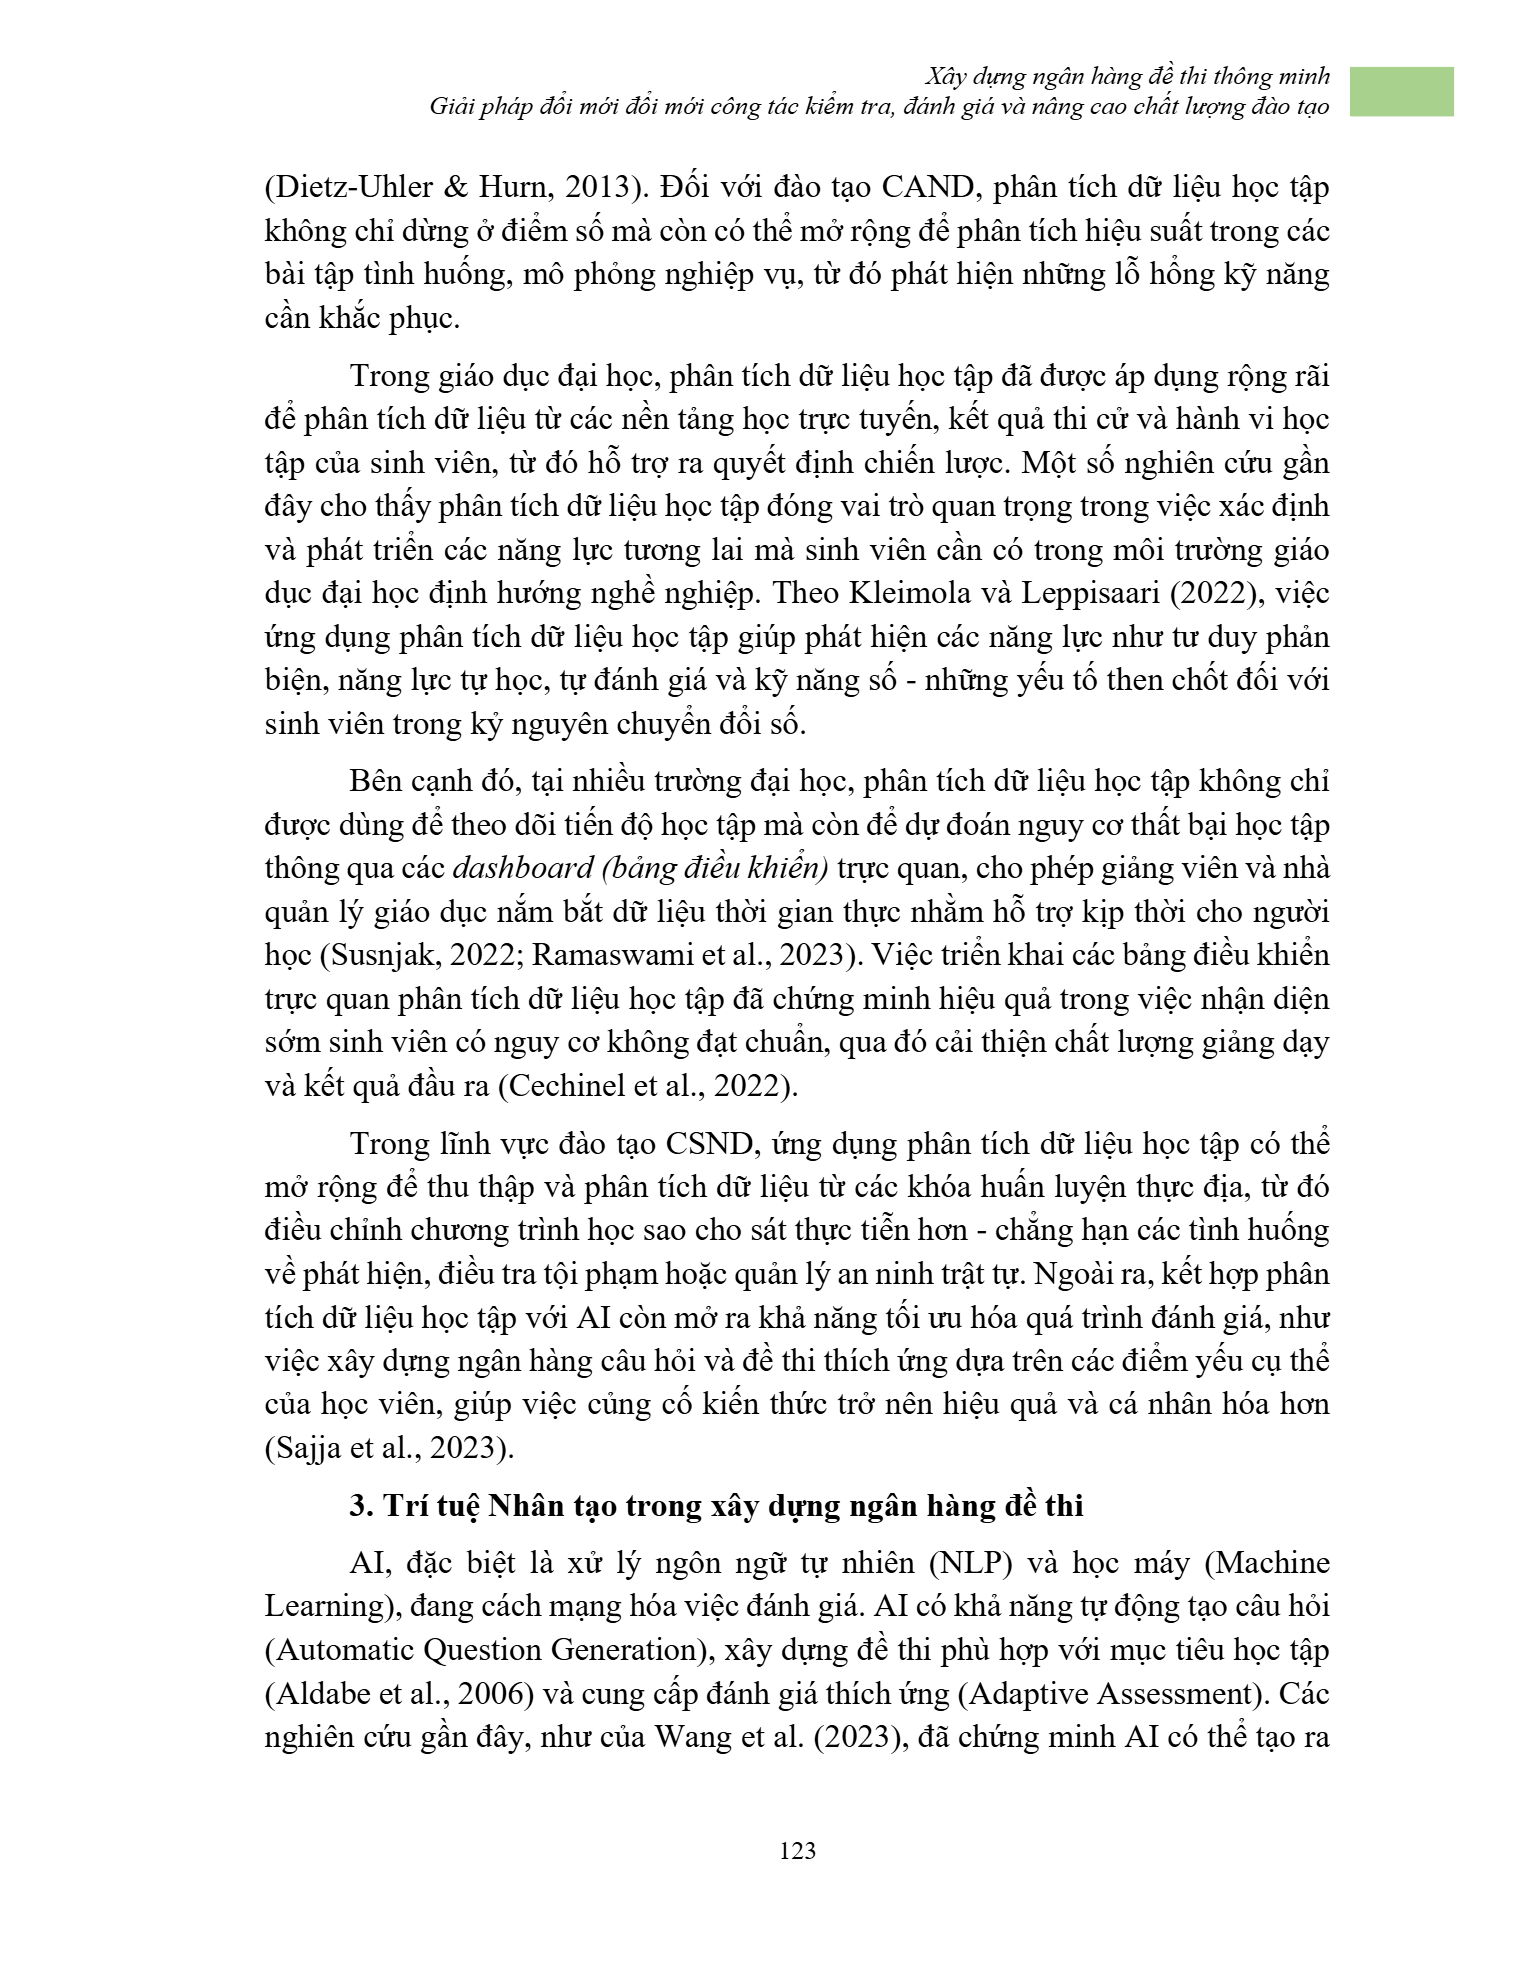 Xây dựng ngân hàng đề thi thông minh
Giải pháp đổi mới đổi mới công tác kiểm tra, đánh giá và nâng cao chất lượng đào tạo
(Dietz-Uhler & Hurn, 2013). Đối với đào tạo CAND, phân tích dữ liệu học tập
không chỉ dừng ở điểm số mà còn có thể mở rộng để phân tích hiệu suất trong các
bài tập tình huống, mô phỏng nghiệp vụ, từ đó phát hiện những lỗ hổng kỹ năng
cần khắc phục.
Trong giáo dục đại học, phân tích dữ liệu học tập đã được áp dụng rộng rãi
để phân tích dữ liệu từ các nền tảng học trực tuyến, kết quả thi cử và hành vi học
tập của sinh viên, từ đó hỗ trợ ra quyết định chiến lược. Một số nghiên cứu gần
đây cho thấy phân tích dữ liệu học tập đóng vai trò quan trọng trong việc xác định
và phát triển các năng lực tương lai mà sinh viên cần có trong môi trường giáo
dục đại học định hướng nghề nghiệp. Theo Kleimola và Leppisaari (2022), việc
ứng dụng phân tích dữ liệu học tập giúp phát hiện các năng lực như tư duy phản
biện, năng lực tự học, tự đánh giá và kỹ năng số - những yếu tố then chốt đối với
sinh viên trong kỷ nguyên chuyển đổi số.
Bên cạnh đó, tại nhiều trường đại học, phân tích dữ liệu học tập không chỉ
được dùng để theo dõi tiến độ học tập mà còn để dự đoán nguy cơ thất bại học tập
thông qua các dashboard (bảng điều khiển) trực quan, cho phép giảng viên và nhà
quản lý giáo dục nắm bắt dữ liệu thời gian thực nhằm hỗ trợ kịp thời cho người
học (Susnjak, 2022; Ramaswami et al., 2023). Việc triển khai các bảng điều khiển
trực quan phân tích dữ liệu học tập đã chứng minh hiệu quả trong việc nhận diện
sớm sinh viên có nguy cơ không đạt chuẩn, qua đó cải thiện chất lượng giảng dạy
và kết quả đầu ra (Cechinel et al., 2022).
Trong lĩnh vực đào tạo CSND, ứng dụng phân tích dữ liệu học tập có thể
mở rộng để thu thập và phân tích dữ liệu từ các khóa huấn luyện thực địa, từ đó
điều chỉnh chương trình học sao cho sát thực tiễn hơn - chẳng hạn các tình huống
về phát hiện, điều tra tội phạm hoặc quản lý an ninh trật tự. Ngoài ra, kết hợp phân
tích dữ liệu học tập với AI còn mở ra khả năng tối ưu hóa quá trình đánh giá, như
việc xây dựng ngân hàng câu hỏi và đề thi thích ứng dựa trên các điểm yếu cụ thể
của học viên, giúp việc củng cố kiến thức trở nên hiệu quả và cá nhân hóa hơn
(Sajja et al., 2023).
3. Trí tuệ Nhân tạo trong xây dựng ngân hàng đề thi
AI, đặc biệt là xử lý ngôn ngữ tự nhiên (NLP) và học máy (Machine
Learning), đang cách mạng hóa việc đánh giá. AI có khả năng tự động tạo câu hỏi
(Automatic Question Generation), xây dựng đề thi phù hợp với mục tiêu học tập
(Aldabe et al., 2006) và cung cấp đánh giá thích ứng (Adaptive Assessment). Các
nghiên cứu gần đây, như của Wang et al. (2023), đã chứng minh AI có thể tạo ra
123